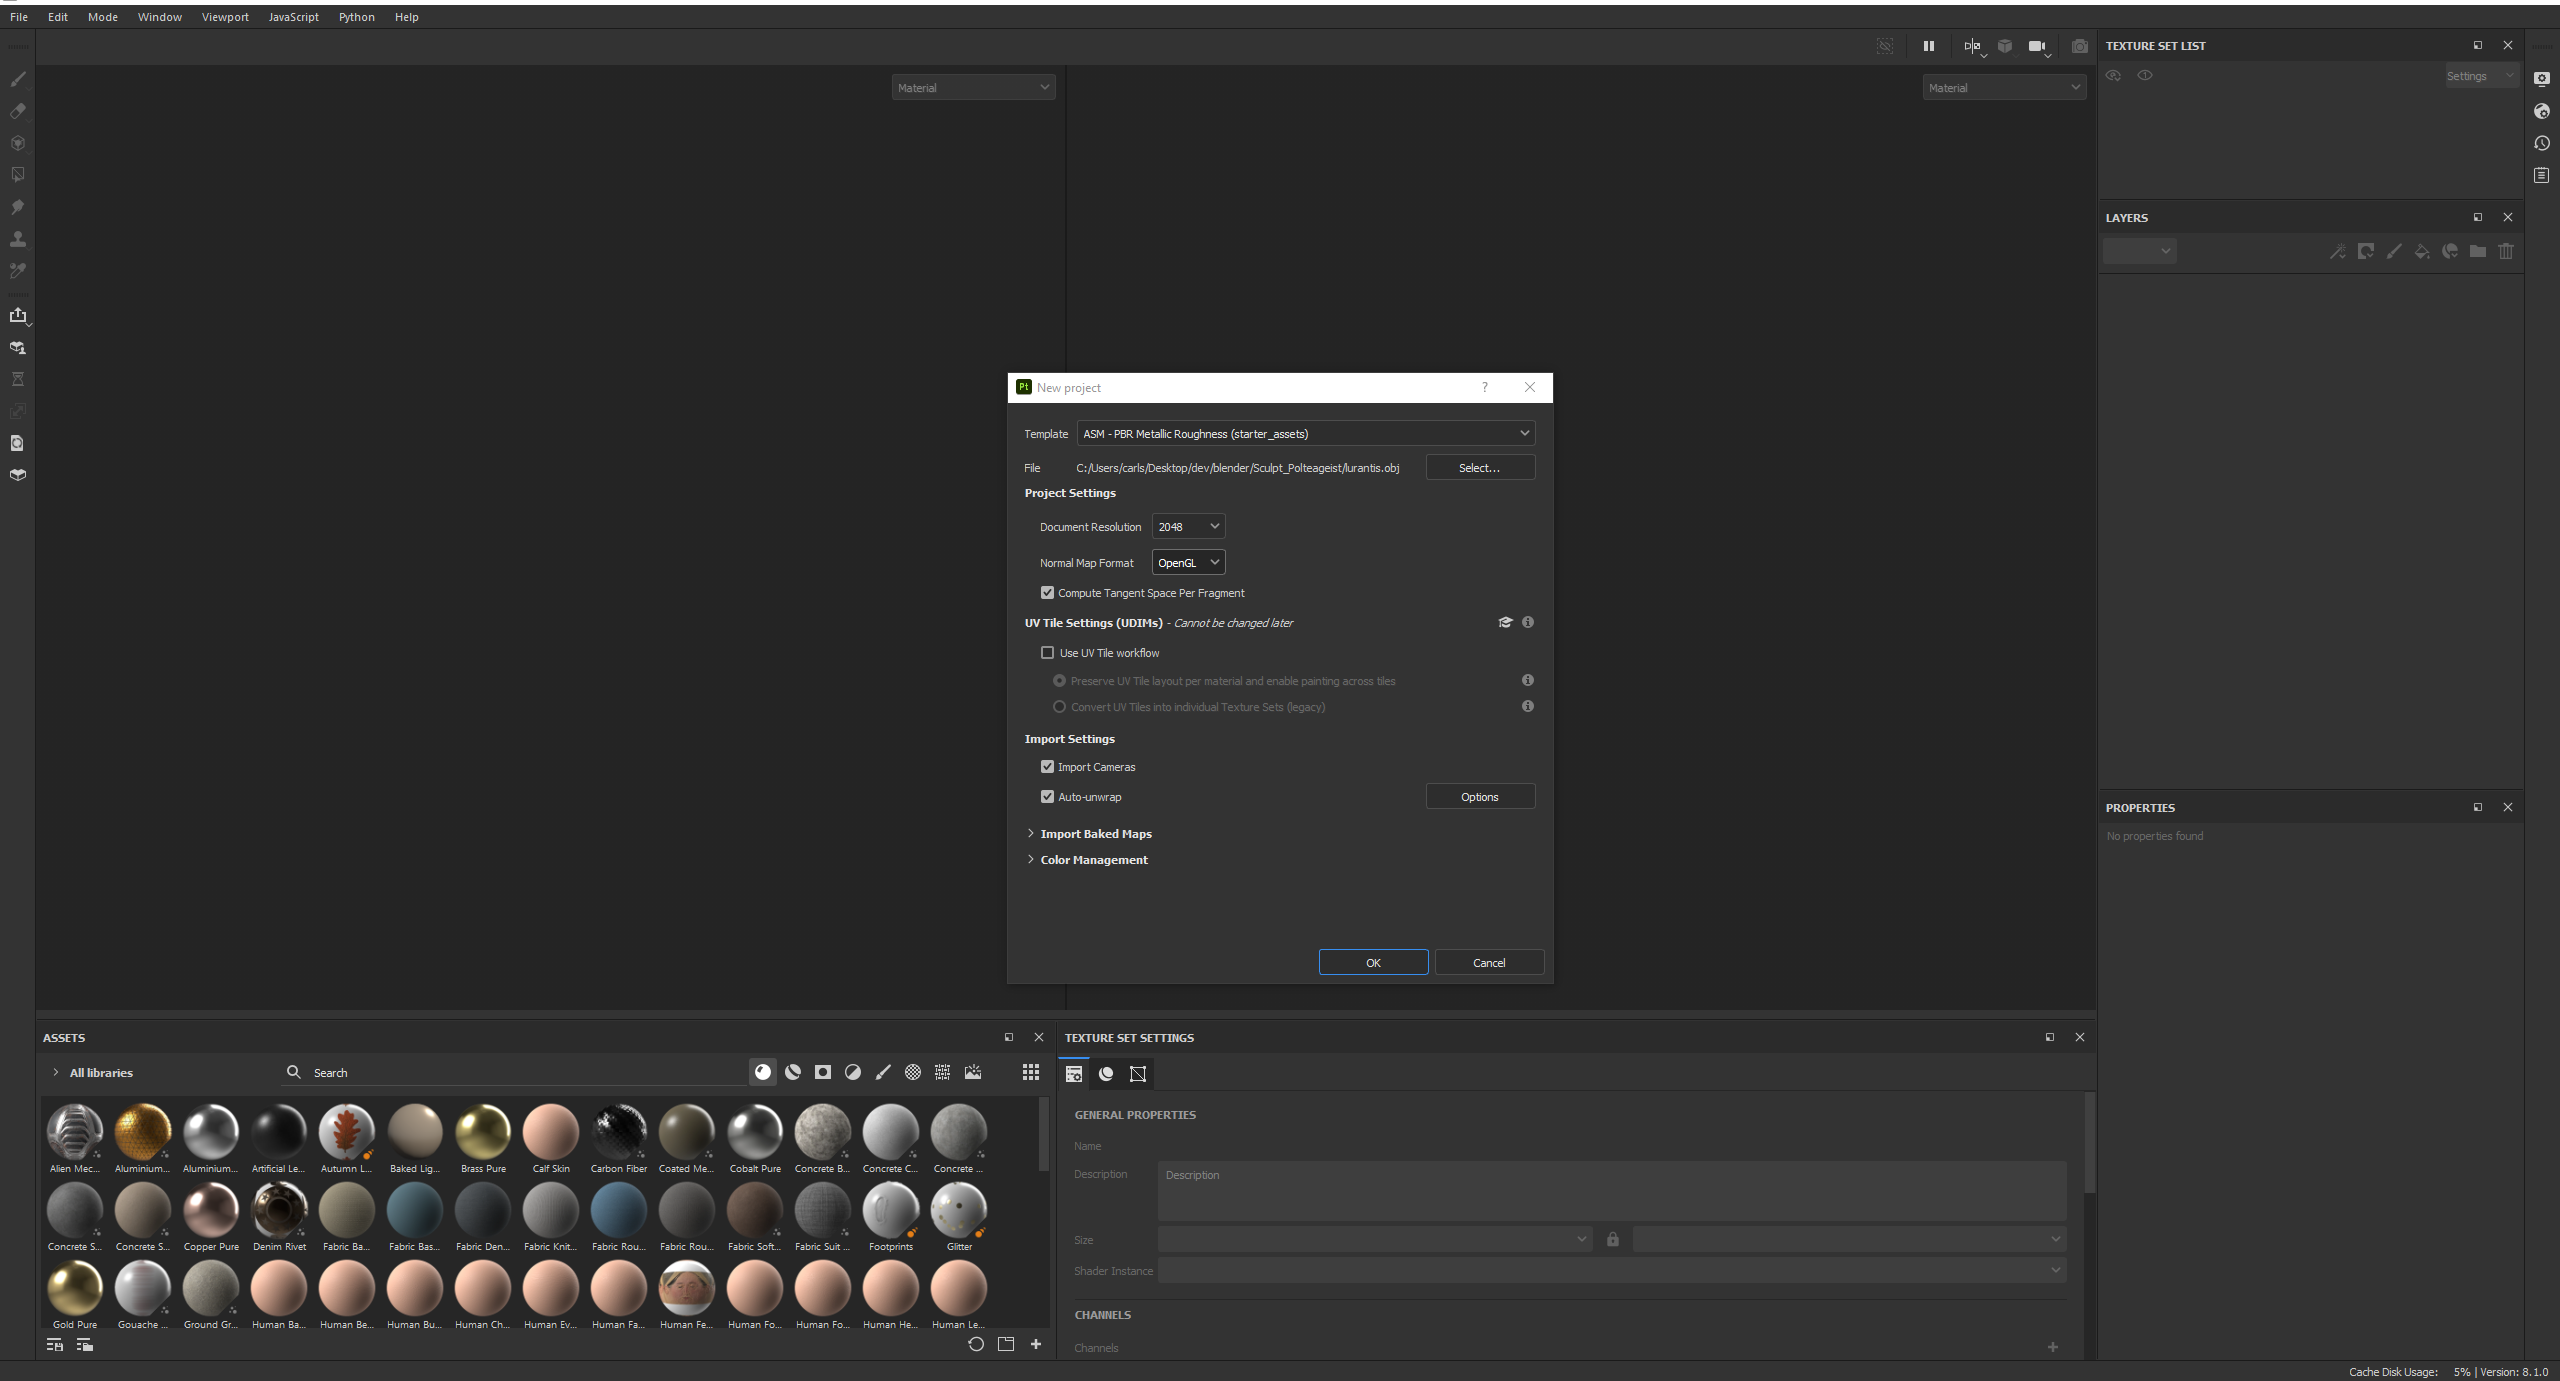 File Edit Mode Window Viewport JavaScript Python Help
Material
Material
TEXTURE SET LIST
Settings
LAYERS
PROPERTIES
No properties found
Pt New project ?
Template ASM - PBR Metallic Roughness (starter_assets)
File C:/Users/carls/Desktop/dev/blender/Sculpt_Polteageist/lurantis.obj Select...
Project Settings
Document Resolution 2048
Normal Map Format OpenGL
Compute Tangent Space Per Fragment
UV Tile Settings (UDIMs) - Cannot be changed later
Use UV Tile workflow
Preserve UV Tile layout per material and enable painting across tiles
Convert UV Tiles into individual Texture Sets (legacy)
Import Settings
Import Cameras
Auto-unwrap Options
Import Baked Maps
Color Management
OK Cancel
ASSETS
All libraries Search
Alien Mec... Aluminium... Aluminium... Artificial Le... Autumn L... Baked Lig... Brass Pure Calf Skin Carbon Fiber Coated Me... Cobalt Pure Concrete B... Concrete C... Concrete ...
Concrete S... Concrete S... Copper Pure Denim Rivet Fabric Ba... Fabric Bas... Fabric Den... Fabric Knit... Fabric Rou... Fabric Rou... Fabric Soft... Fabric Suit ... Footprints Glitter
Gold Pure Gouache ... Ground Gr... Human Ba... Human Be... Human Bu... Human Ch... Human Ev... Human Fa... Human Fe... Human Fo... Human Fo... Human He... Human Le...
TEXTURE SET SETTINGS
GENERAL PROPERTIES
Name
Description Description
Size
Shader Instance
CHANNELS
Channels
Cache Disk Usage: 5% | Version: 8.1.0